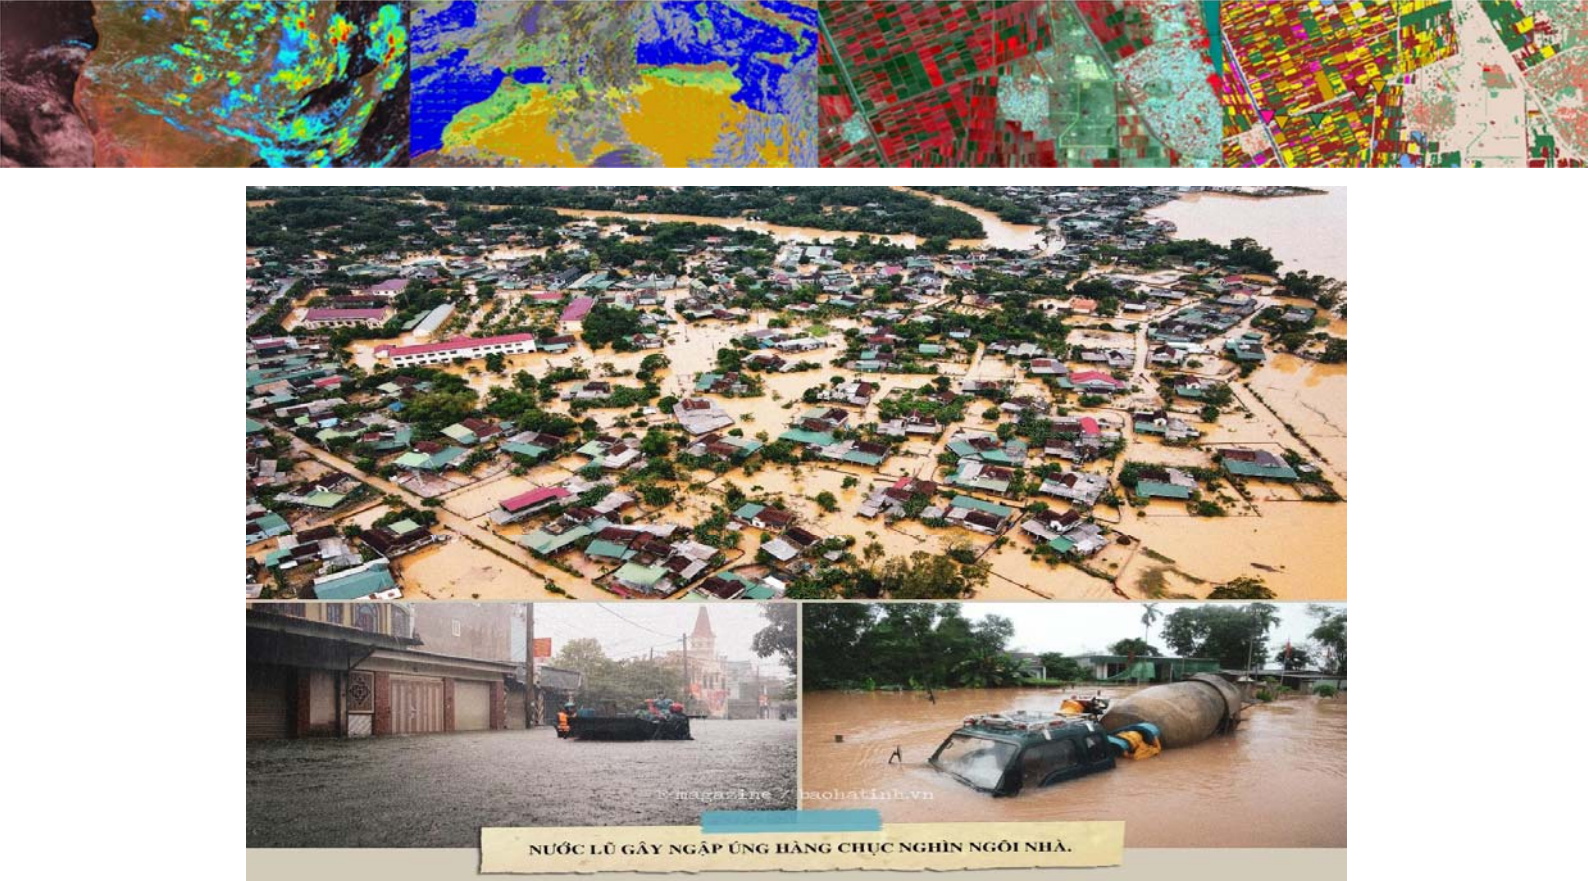 E-magazine / baohatinh.vn
NƯỚC LŨ GÂY NGẬP ÚNG HÀNG CHỤC NGHÌN NGÔI NHÀ.